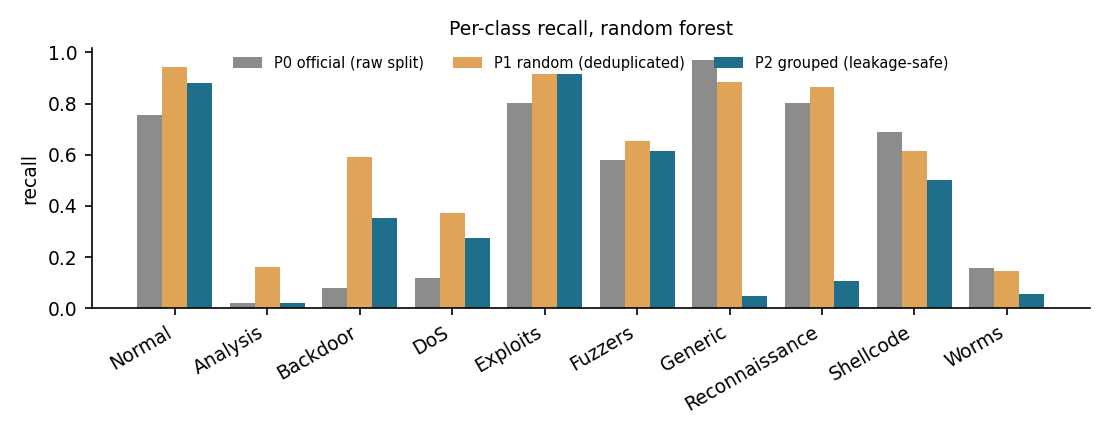 Per-class recall, random forest
P0 official (raw split) P1 random (deduplicated) P2 grouped (leakage-safe)
recall
1.0
0.8
0.6
0.4
0.2
0.0
Normal Analysis Backdoor DoS Exploits Fuzzers Generic Reconnaissance Shellcode Worms